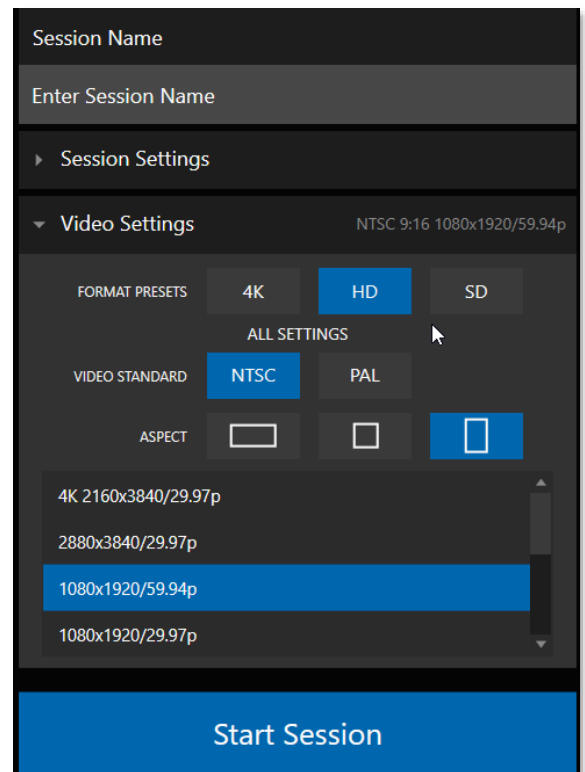 Session Name
Enter Session Name
Session Settings
Video Settings NTSC 9:16 1080x1920/59.94p
FORMAT PRESETS 4K HD SD
ALL SETTINGS
VIDEO STANDARD NTSC PAL
ASPECT
4K 2160x3840/29.97p
2880x3840/29.97p
1080x1920/59.94p
1080x1920/29.97p
Start Session